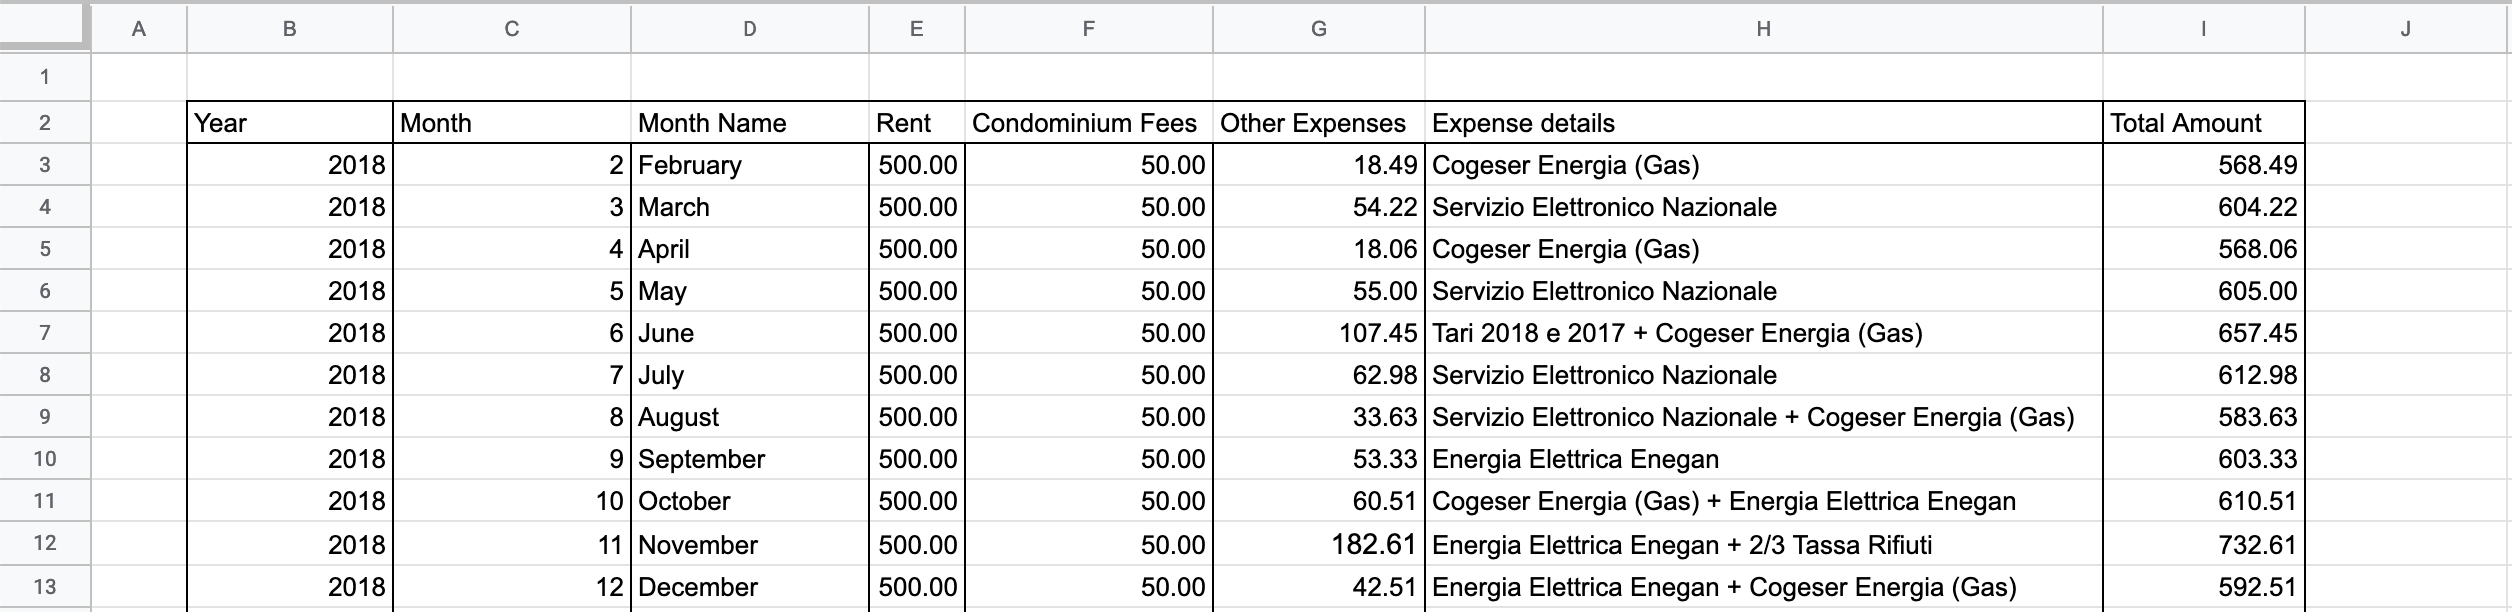 A B C D E F G H I J
1
2 Year Month Month Name Rent Condominium Fees Other Expenses Expense details Total Amount
3 2018 2 February 500.00 50.00 18.49 Cogeser Energia (Gas) 568.49
4 2018 3 March 500.00 50.00 54.22 Servizio Elettronico Nazionale 604.22
5 2018 4 April 500.00 50.00 18.06 Cogeser Energia (Gas) 568.06
6 2018 5 May 500.00 50.00 55.00 Servizio Elettronico Nazionale 605.00
7 2018 6 June 500.00 50.00 107.45 Tari 2018 e 2017 + Cogeser Energia (Gas) 657.45
8 2018 7 July 500.00 50.00 62.98 Servizio Elettronico Nazionale 612.98
9 2018 8 August 500.00 50.00 33.63 Servizio Elettronico Nazionale + Cogeser Energia (Gas) 583.63
10 2018 9 September 500.00 50.00 53.33 Energia Elettrica Enegan 603.33
11 2018 10 October 500.00 50.00 60.51 Cogeser Energia (Gas) + Energia Elettrica Enegan 610.51
12 2018 11 November 500.00 50.00 182.61 Energia Elettrica Enegan + 2/3 Tassa Rifiuti 732.61
13 2018 12 December 500.00 50.00 42.51 Energia Elettrica Enegan + Cogeser Energia (Gas) 592.51